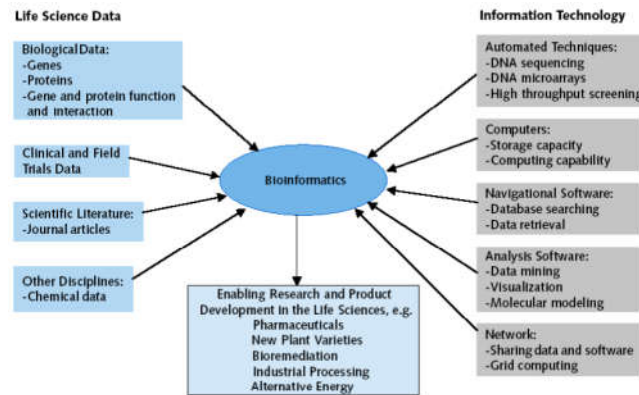 Life Science Data
Biological Data:
-Genes
-Proteins
-Gene and protein function
and interaction
Clinical and Field
Trials Data
Scientific Literature:
-Journal articles
Other Disciplines:
-Chemical data
Bioinformatics
Enabling Research and Product
Development in the Life Sciences, e.g.
Pharmaceuticals
New Plant Varieties
Bioremediation
Industrial Processing
Alternative Energy
Information Technology
Automated Techniques:
-DNA sequencing
-DNA microarrays
-High throughput screening
Computers:
-Storage capacity
-Computing capability
Navigational Software:
-Database searching
-Data retrieval
Analysis Software:
-Data mining
-Visualization
-Molecular modeling
Network:
-Sharing data and software
-Grid computing